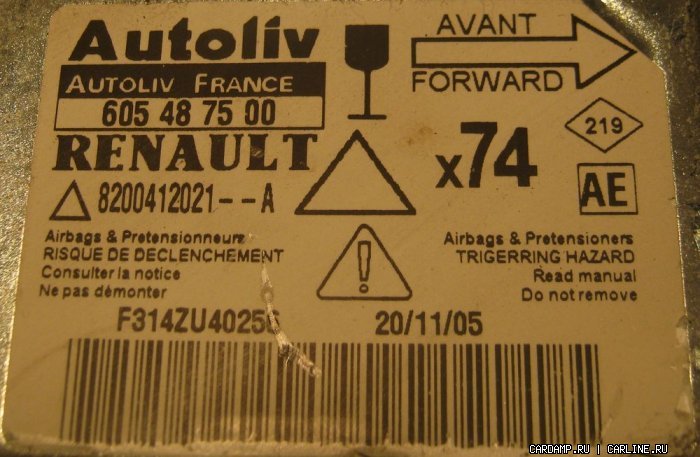 Autoliv
AVANT
AUTOLIV FRANCE
FORWARD
605 48 75 00
RENAULT
x74
219
AE
8200412021--A
Airbags & Pretensionneurs
RISQUE DE DECLENCHEMENT
Consulter la notice
Ne pas démonter
Airbags & Pretensioners
TRIGERRING HAZARD
Read manual
Do not remove
20/11/05
CARDAMP.RU | CARLINE.RU